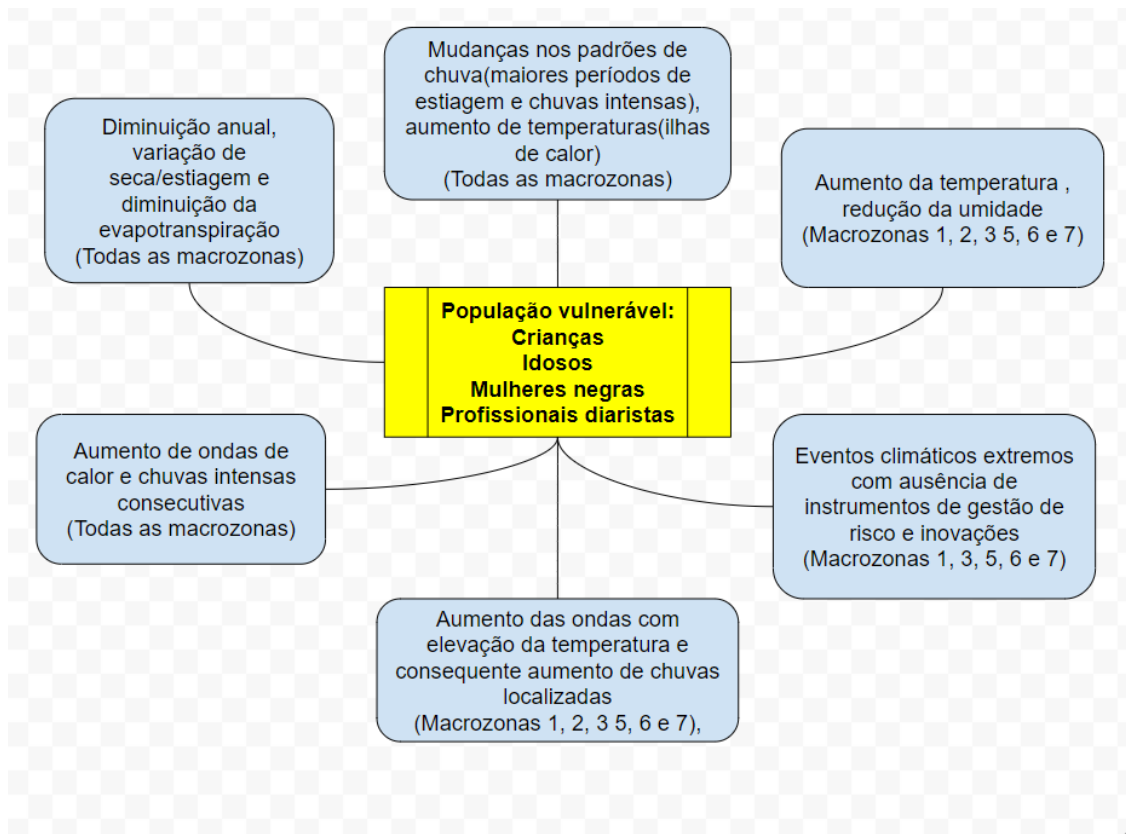 Mudanças nos padrões de
chuva(maiores períodos de
estiagem e chuvas intensas),
aumento de temperaturas(ilhas
de calor)
(Todas as macrozonas)
Diminuição anual,
variação de
seca/estiagem e
diminuição da
evapotranspiração
(Todas as macrozonas)
Aumento da temperatura ,
redução da umidade
(Macrozonas 1, 2, 3 5, 6 e 7)
População vulnerável:
Crianças
Idosos
Mulheres negras
Profissionais diaristas
Aumento de ondas de
calor e chuvas intensas
consecutivas
(Todas as macrozonas)
Eventos climáticos extremos
com ausência de
instrumentos de gestão de
risco e inovações
(Macrozonas 1, 3, 5, 6 e 7)
Aumento das ondas com
elevação da temperatura e
consequente aumento de chuvas
localizadas
(Macrozonas 1, 2, 3 5, 6 e 7),